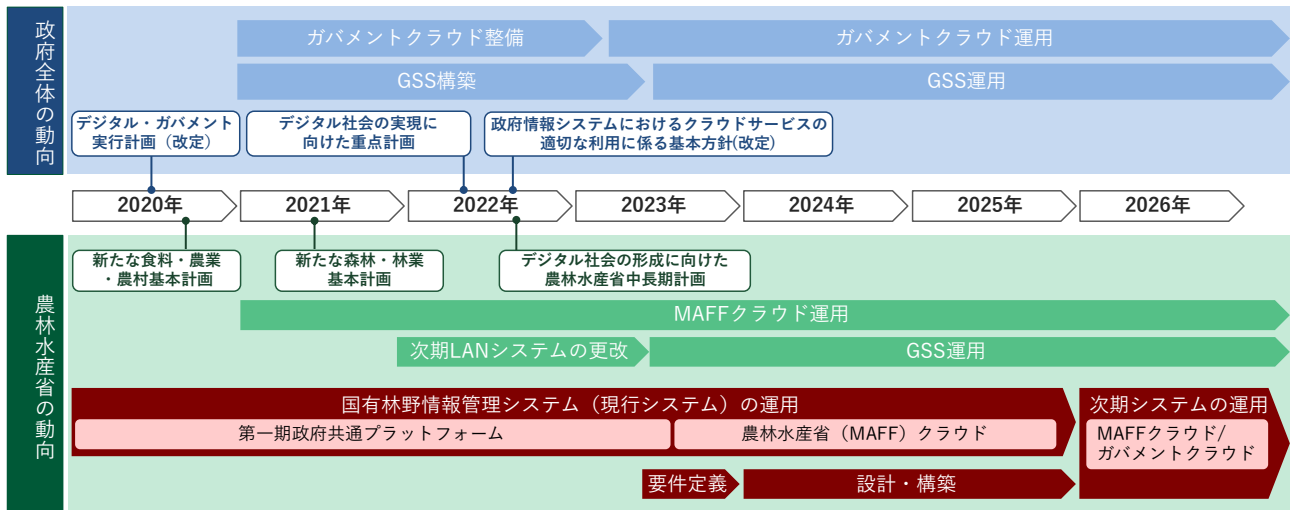 政府全体の動向
ガバメントクラウド整備
ガバメントクラウド運用
GSS構築
GSS運用
デジタル・ガバメント
実行計画（改定）
デジタル社会の実現に
向けた重点計画
政府情報システムにおけるクラウドサービスの
適切な利用に係る基本方針(改定)
2020年
2021年
2022年
2023年
2024年
2025年
2026年
農林水産省の動向
新たな食料・農業
・農村基本計画
新たな森林・林業
基本計画
デジタル社会の形成に向けた
農林水産省中長期計画
MAFFクラウド運用
次期LANシステムの更改
GSS運用
国有林野情報管理システム（現行システム）の運用
第一期政府共通プラットフォーム
農林水産省（MAFF）クラウド
次期システムの運用
MAFFクラウド/
ガバメントクラウド
要件定義
設計・構築